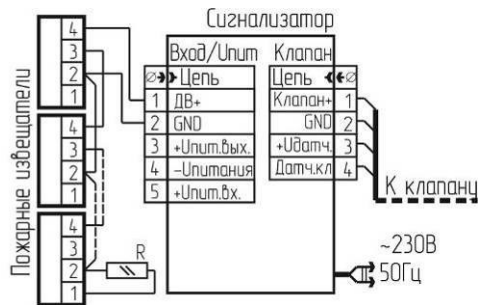 Сигнализатор
Пожарные извещатели
4
3
2
1
4
3
2
1
4
3
2
1
R
Вход/Uпит
Цепь
1 ДВ+
2 GND
3 +Uпит.вых.
4 –Uпитания
5 +Uпит.вх.
Клапан
Цепь
Клапан+ 1
GND 2
+Uдатч. 3
Датч.кл 4
К клапану
~230В
50Гц